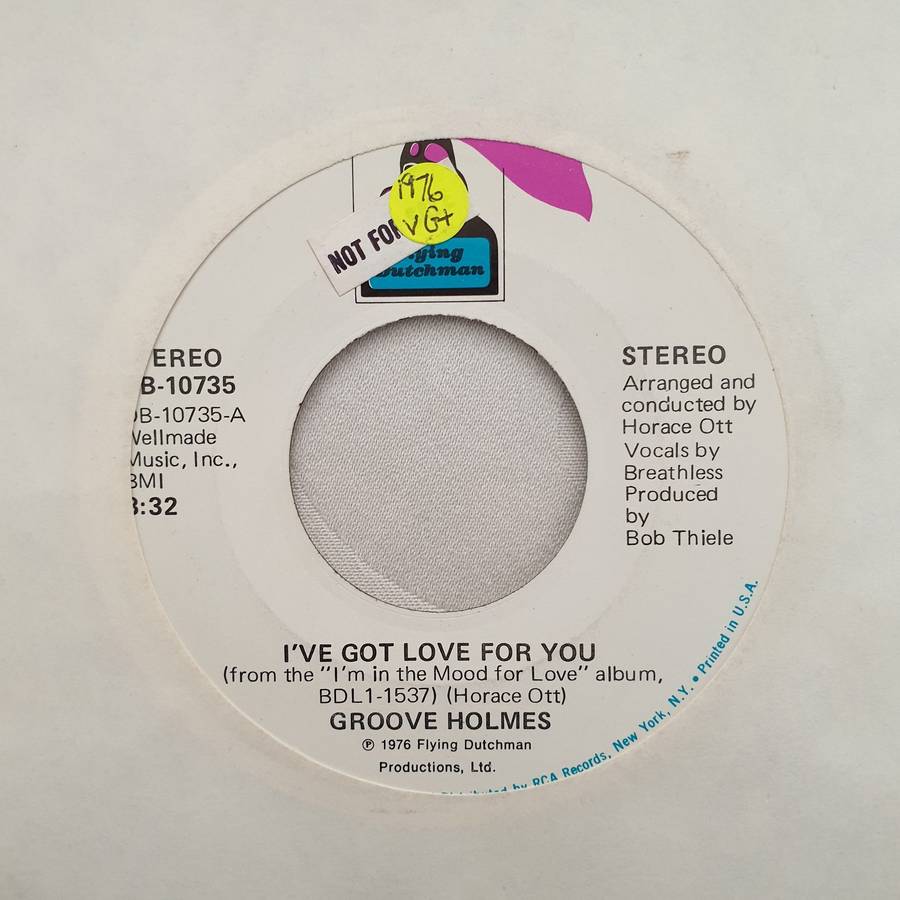 1976
VG+
NOT FOR
Flying
Dutchman
STEREO
B-10735
DB-10735-A
Wellmade
Music, Inc.,
BMI
3:32
STEREO
Arranged and
conducted by
Horace Ott
Vocals by
Breathless
Produced
by
Bob Thiele
I'VE GOT LOVE FOR YOU
(from the "I'm in the Mood for Love" album,
BDL1-1537) (Horace Ott)
GROOVE HOLMES
℗ 1976 Flying Dutchman
Productions, Ltd.
Distributed by RCA Records, New York, N.Y. • Printed in U.S.A.